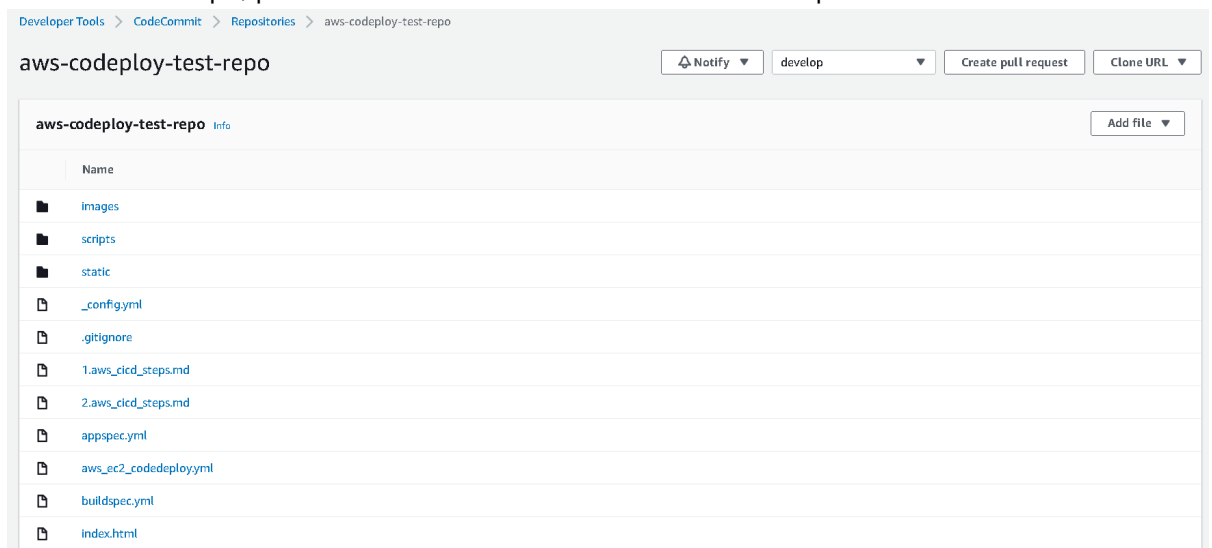 Developer Tools > CodeCommit > Repositories > aws-codeploy-test-repo
aws-codeploy-test-repo
Notify ▼ develop ▼ Create pull request Clone URL ▼
aws-codeploy-test-repo Info
Add file ▼
Name
images
scripts
static
_config.yml
.gitignore
1.aws_cicd_steps.md
2.aws_cicd_steps.md
appspec.yml
aws_ec2_codedeploy.yml
buildspec.yml
index.html